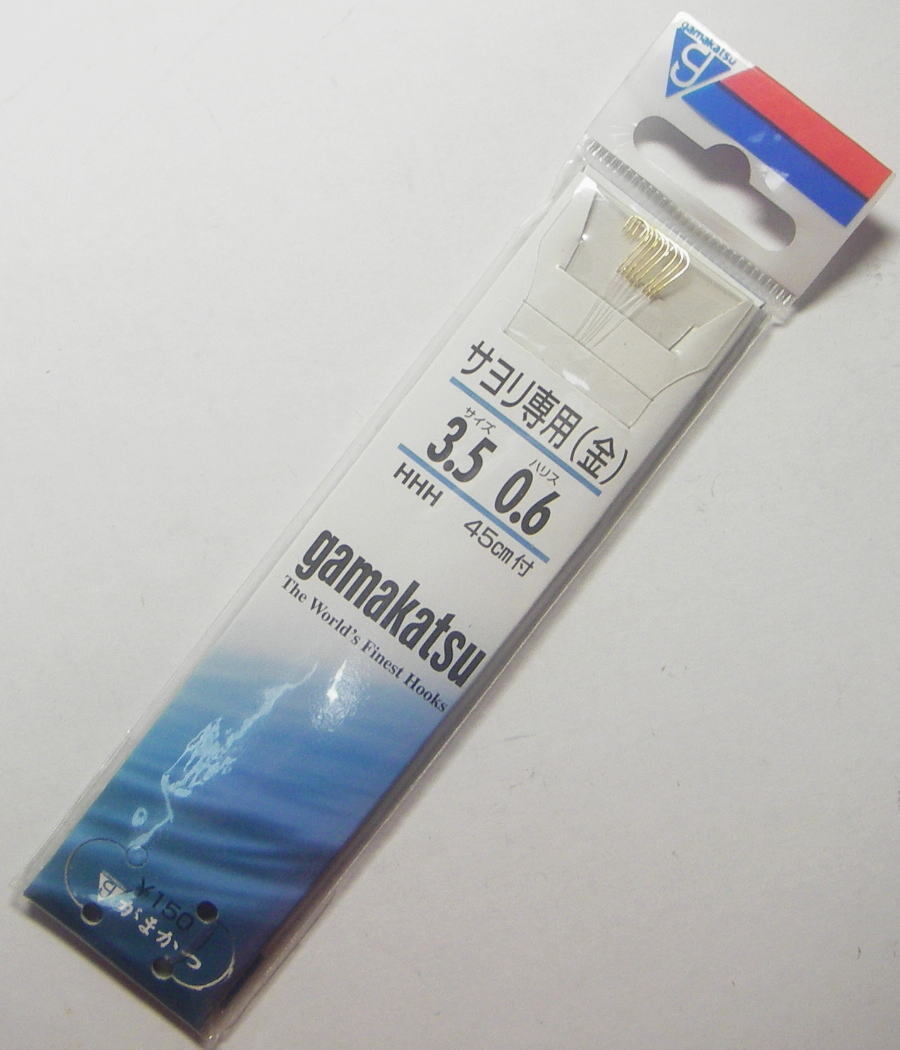 gamakatsu
サヨリ専用(金)
サイズ ハリス
3.5 0.6
HHH 45cm付
gamakatsu
The World's Finest Hooks
¥150
がまかつ